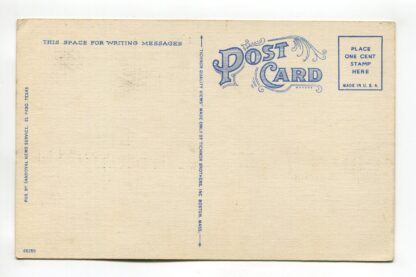 THIS SPACE FOR WRITING MESSAGES
POST CARD
PLACE
ONE CENT
STAMP
HERE
MADE IN U.S.A.
PUB. BY SANDOVAL NEWS SERVICE, EL PASO, TEXAS
"TICHNOR QUALITY VIEWS," MADE ONLY BY TICHNOR BROTHERS, INC. BOSTON, MASS.